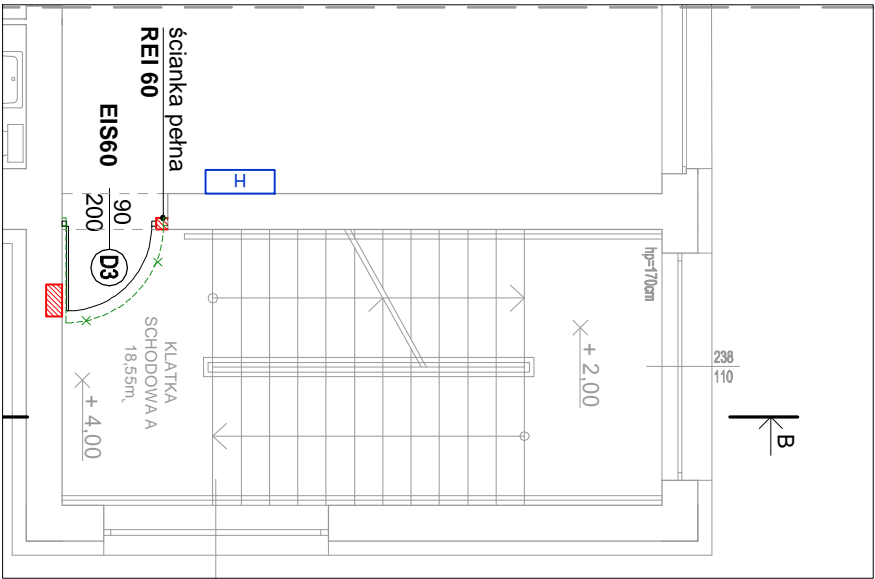 ścianka pełna
REI 60
EIS60
90
200
D3
H
hp=170cm
238
110
+ 2,00
B
KLATKA
SCHODOWA A
18,55m
+ 4,00